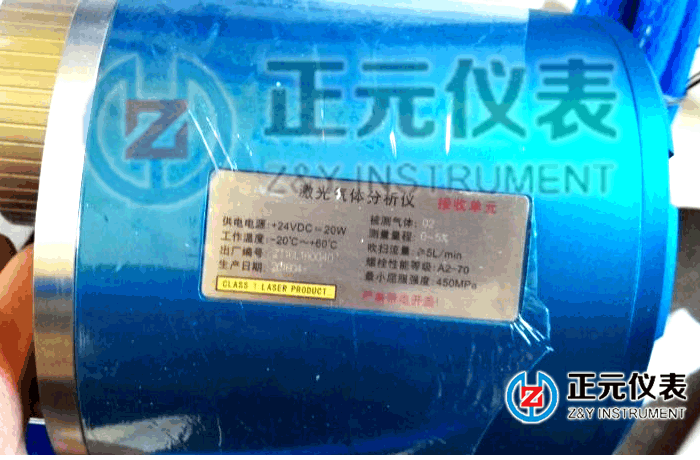 正元仪表
Z&Y INSTRUMENT
激光气体分析仪 接收单元
供电电源: +24VDC 20W
工作温度: -20℃~+60℃
出厂编号
生产日期
CLASS 1 LASER PRODUCT
被测气体: O2
测量量程: 0-5%
吹扫流量: ≥5L/min
螺栓性能等级: A2-70
最小屈服强度: 450MPa
严禁带电开盖!
正元仪表
Z&Y INSTRUMENT